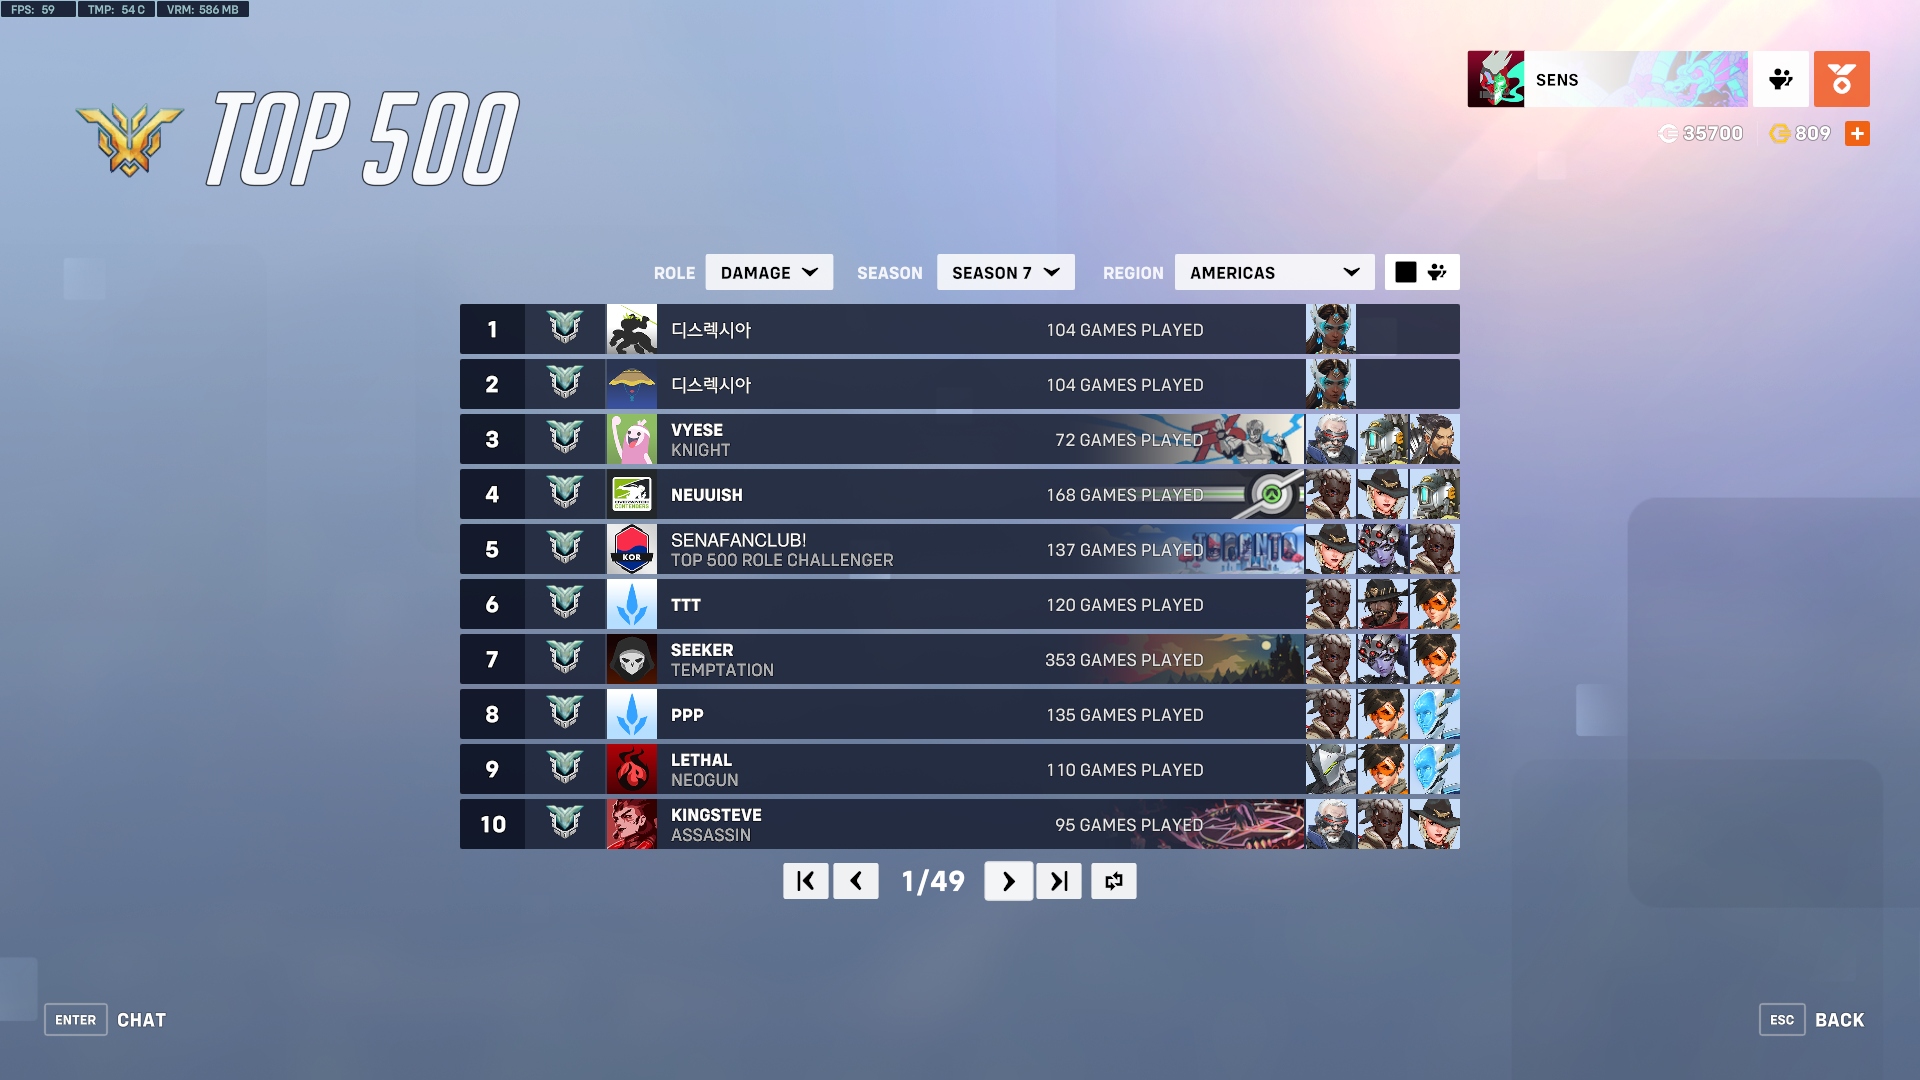 FPS: 59 TMP: 54 C VRM: 586 MB
TOP 500
SENS
35700 809 +
ROLE DAMAGE SEASON SEASON 7 REGION AMERICAS
1 디스렉시아 104 GAMES PLAYED
2 디스렉시아 104 GAMES PLAYED
3 VYESE 72 GAMES PLAYED
KNIGHT
4 NEUUISH 168 GAMES PLAYED
CONTENDERS
5 SENAFANCLUB! 137 GAMES PLAYED TORONTO
KOR TOP 500 ROLE CHALLENGER
6 TTT 120 GAMES PLAYED
7 SEEKER 353 GAMES PLAYED
TEMPTATION
8 PPP 135 GAMES PLAYED
9 LETHAL 110 GAMES PLAYED
NEOGUN
10 KINGSTEVE 95 GAMES PLAYED
ASSASSIN
1/49
ENTER CHAT
ESC BACK